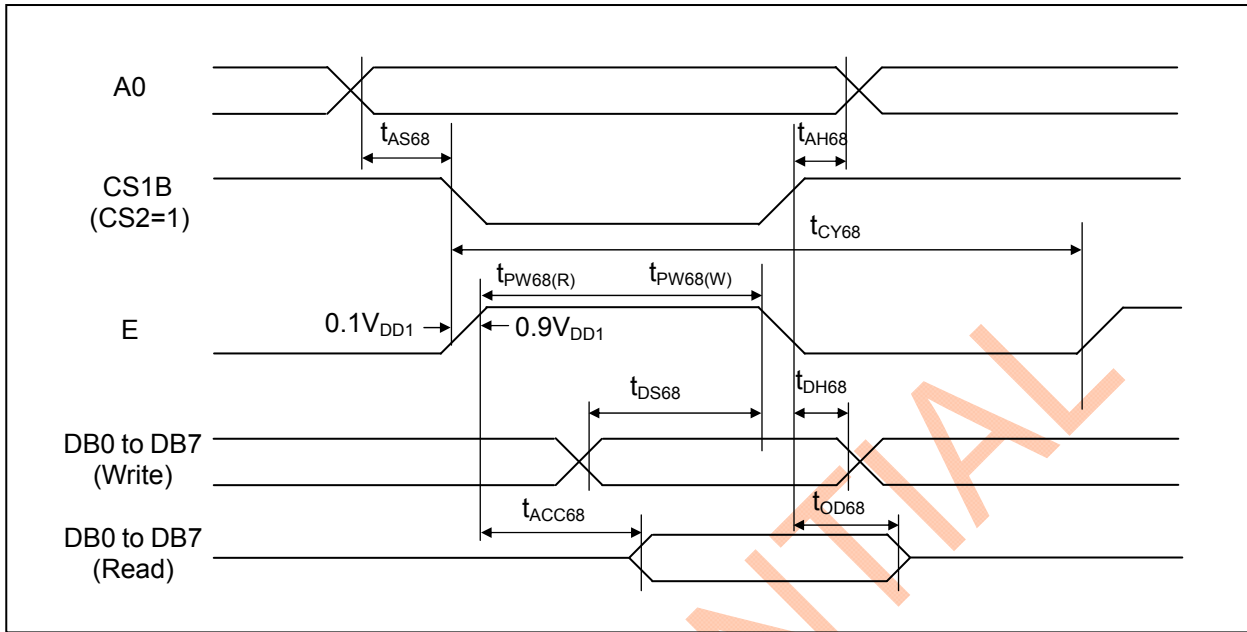 A0
tAS68
tAH68
CS1B
(CS2=1)
tCY68
tPW68(R) tPW68(W)
E
0.1VDD1
0.9VDD1
tDS68
tDH68
DB0 to DB7
(Write)
tACC68
tOD68
DB0 to DB7
(Read)
NTIAL